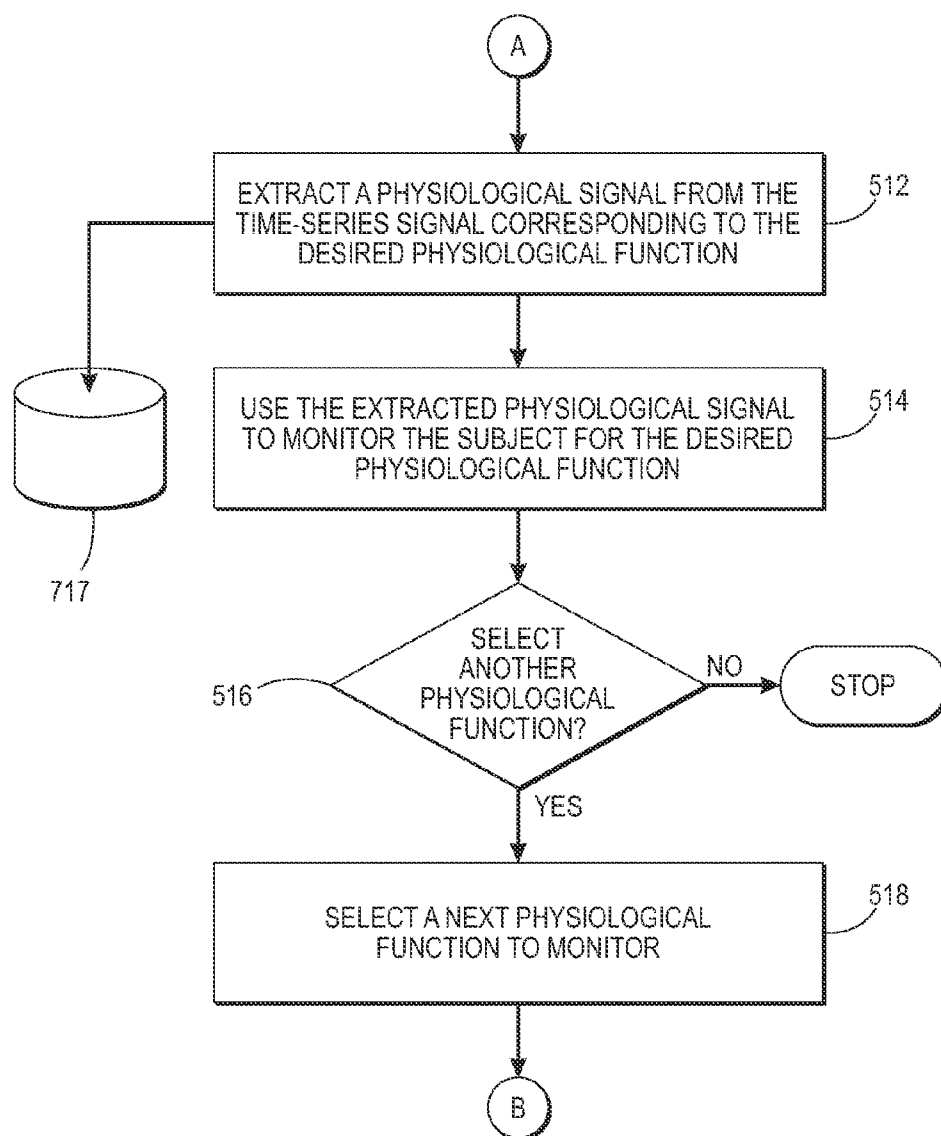 A
EXTRACT A PHYSIOLOGICAL SIGNAL FROM THE
TIME-SERIES SIGNAL CORRESPONDING TO THE
DESIRED PHYSIOLOGICAL FUNCTION
512
USE THE EXTRACTED PHYSIOLOGICAL SIGNAL
TO MONITOR THE SUBJECT FOR THE DESIRED
PHYSIOLOGICAL FUNCTION
514
717
SELECT
ANOTHER
PHYSIOLOGICAL
FUNCTION?
516
NO
STOP
YES
SELECT A NEXT PHYSIOLOGICAL
FUNCTION TO MONITOR
518
B